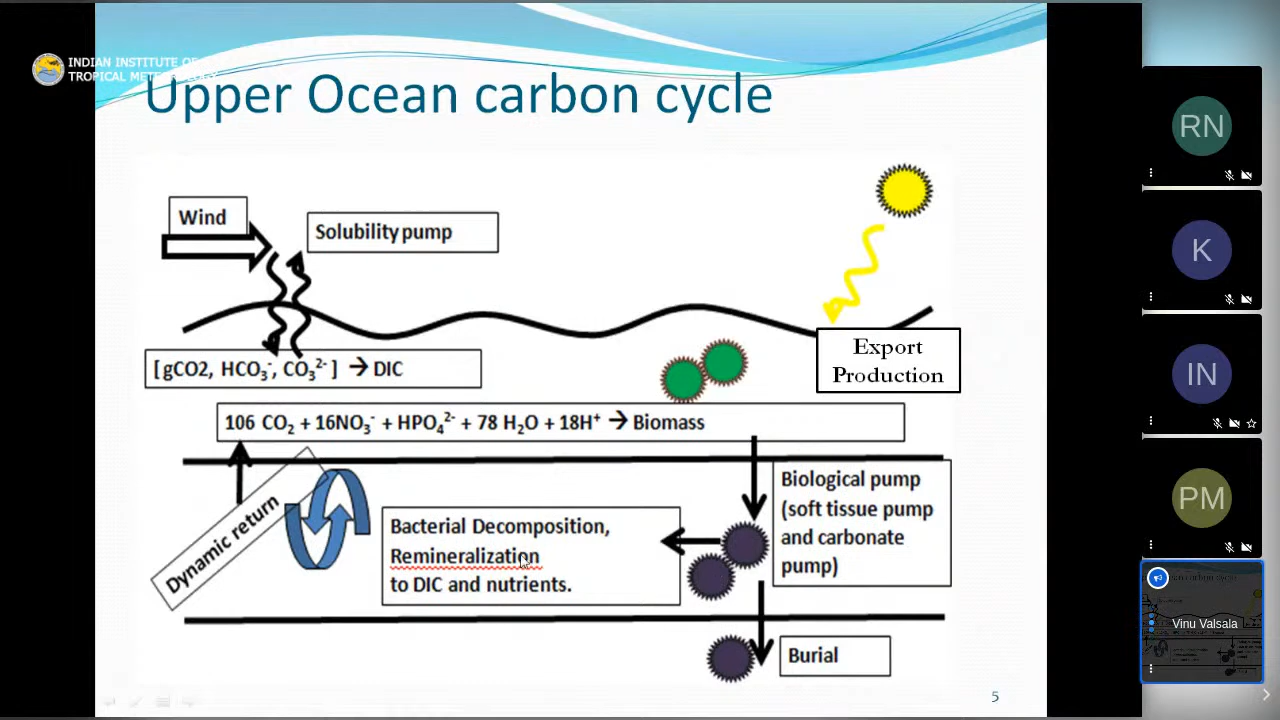 INDIAN INSTITUTE OF
TROPICAL METEOROLOGY
Upper Ocean carbon cycle
Wind
Solubility pump
[ gCO2, HCO₃⁻, CO₃²⁻ ] → DIC
Export
Production
106 CO₂ + 16NO₃⁻ + HPO₄²⁻ + 78 H₂O + 18H⁺ → Biomass
Dynamic return
Bacterial Decomposition,
Remineralization
to DIC and nutrients.
Biological pump
(soft tissue pump
and carbonate
pump)
Burial
5
RN
K
IN
PM
Vinu Valsala